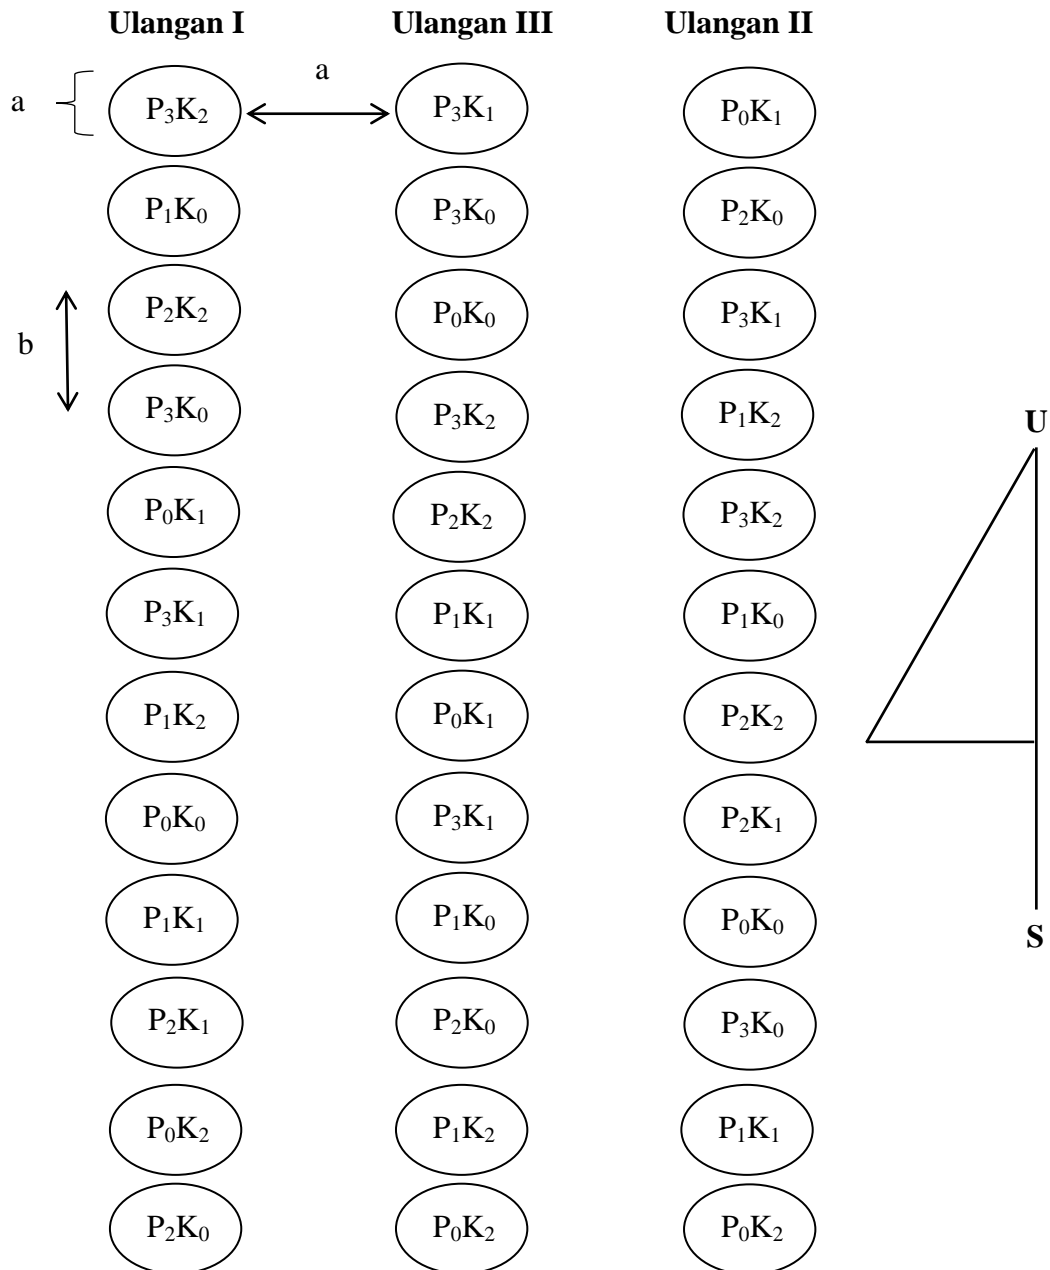 Ulangan I Ulangan III Ulangan II
a
a P₃K₂ P₃K₁ P₀K₁
P₁K₀ P₃K₀ P₂K₀
P₂K₂ P₀K₀ P₃K₁
b
P₃K₀ P₃K₂ P₁K₂
U
P₀K₁ P₂K₂ P₃K₂
P₃K₁ P₁K₁ P₁K₀
P₁K₂ P₀K₁ P₂K₂
P₀K₀ P₃K₁ P₂K₁
P₁K₁ P₁K₀ P₀K₀
S
P₂K₁ P₂K₀ P₃K₀
P₀K₂ P₁K₂ P₁K₁
P₂K₀ P₀K₂ P₀K₂